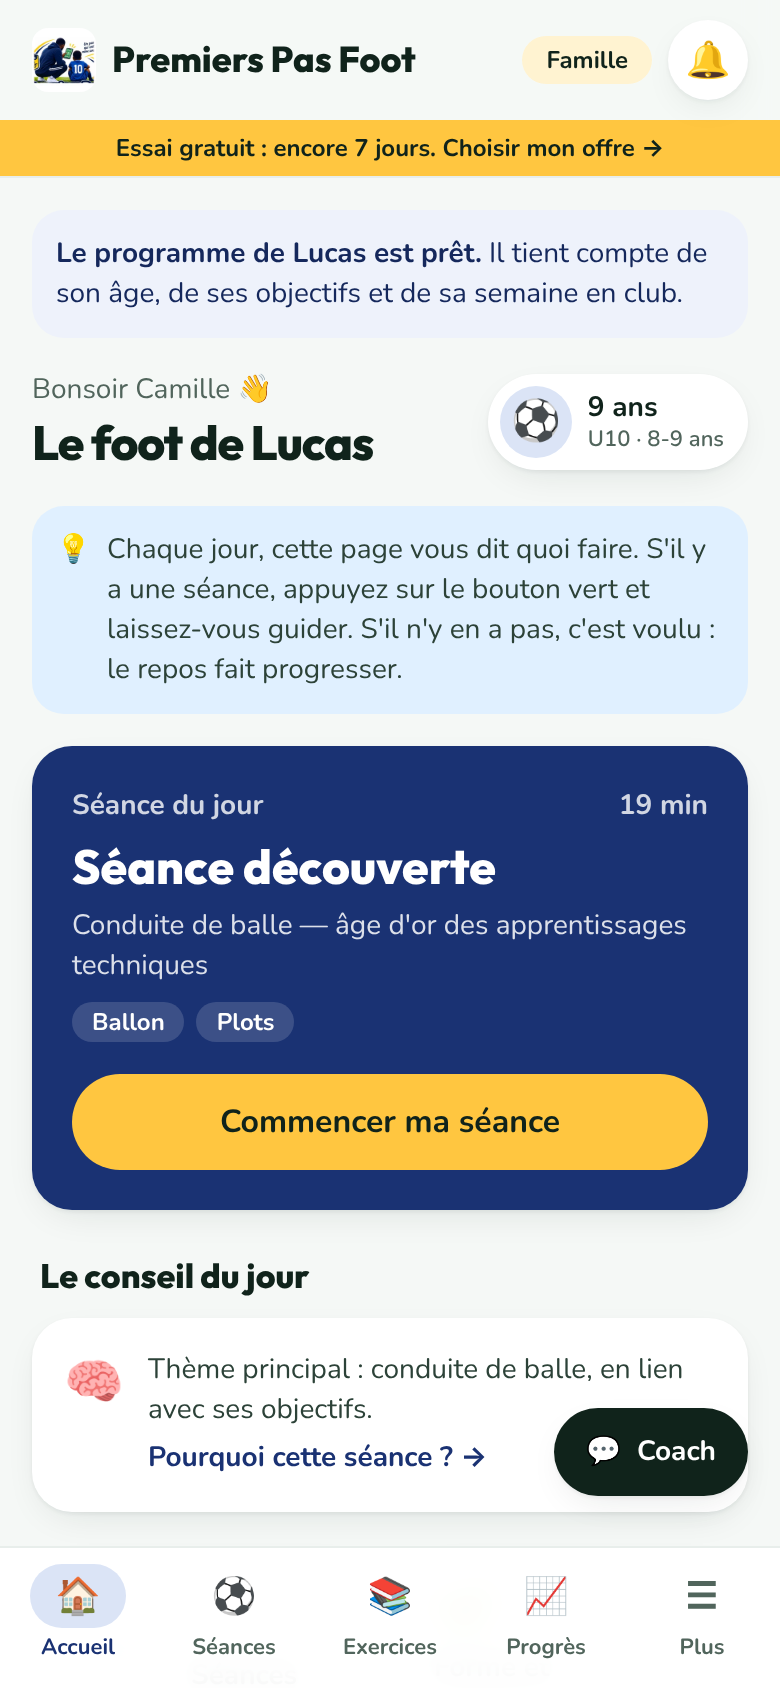 Premiers Pas Foot
Famille
Essai gratuit : encore 7 jours. Choisir mon offre →
Le programme de Lucas est prêt. Il tient compte de
son âge, de ses objectifs et de sa semaine en club.
Bonsoir Camille 👋
Le foot de Lucas
9 ans
U10 · 8-9 ans
Chaque jour, cette page vous dit quoi faire. S'il y
a une séance, appuyez sur le bouton vert et
laissez-vous guider. S'il n'y en a pas, c'est voulu :
le repos fait progresser.
Séance du jour
19 min
Séance découverte
Conduite de balle — âge d'or des apprentissages
techniques
Ballon
Plots
Commencer ma séance
Le conseil du jour
Thème principal : conduite de balle, en lien
avec ses objectifs.
Pourquoi cette séance ? →
Coach
Accueil
Séances
Exercices
Progrès
Plus